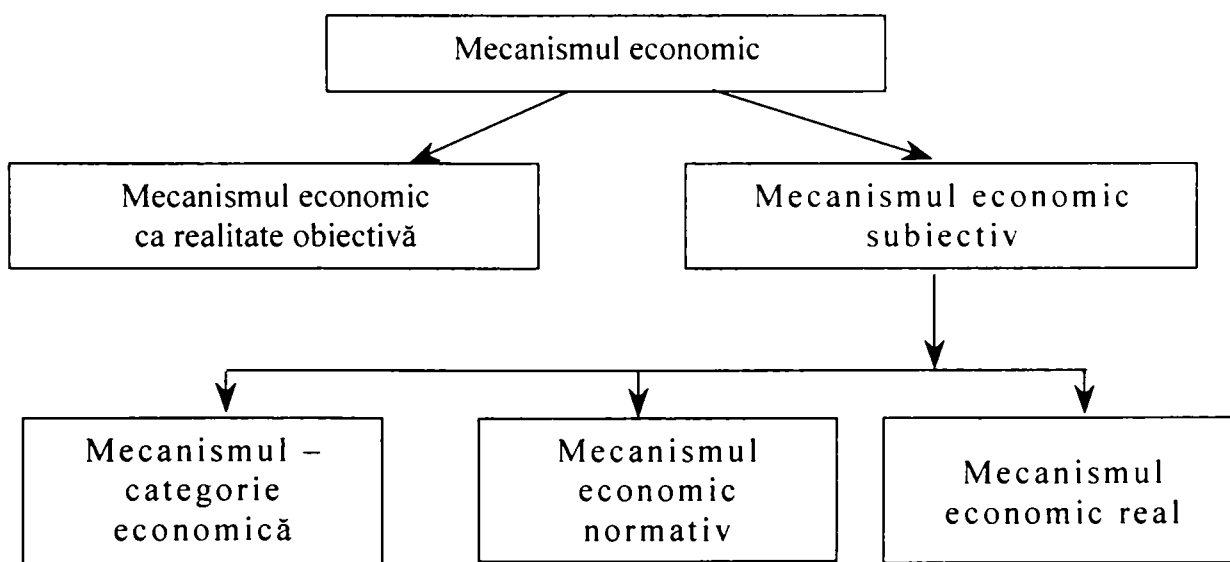 Mecanismul economic
Mecanismul economic
ca realitate obiectivă
Mecanismul economic
subiectiv
Mecanismul –
categorie
economică
Mecanismul
economic
normativ
Mecanismul
economic real